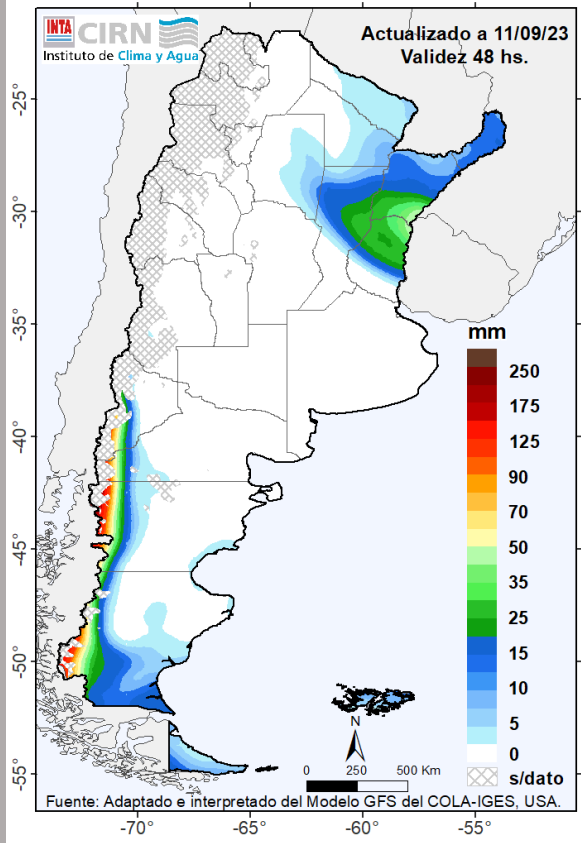 INTA CIRN
Instituto de Clima y Agua
Actualizado a 11/09/23
Validez 48 hs.
-25°
-30°
-35°
-40°
-45°
-50°
-55°
mm
250
175
125
90
70
50
35
25
15
10
5
0
s/dato
N
0 250 500 Km
Fuente: Adaptado e interpretado del Modelo GFS del COLA-IGES, USA.
-70° -65° -60° -55°